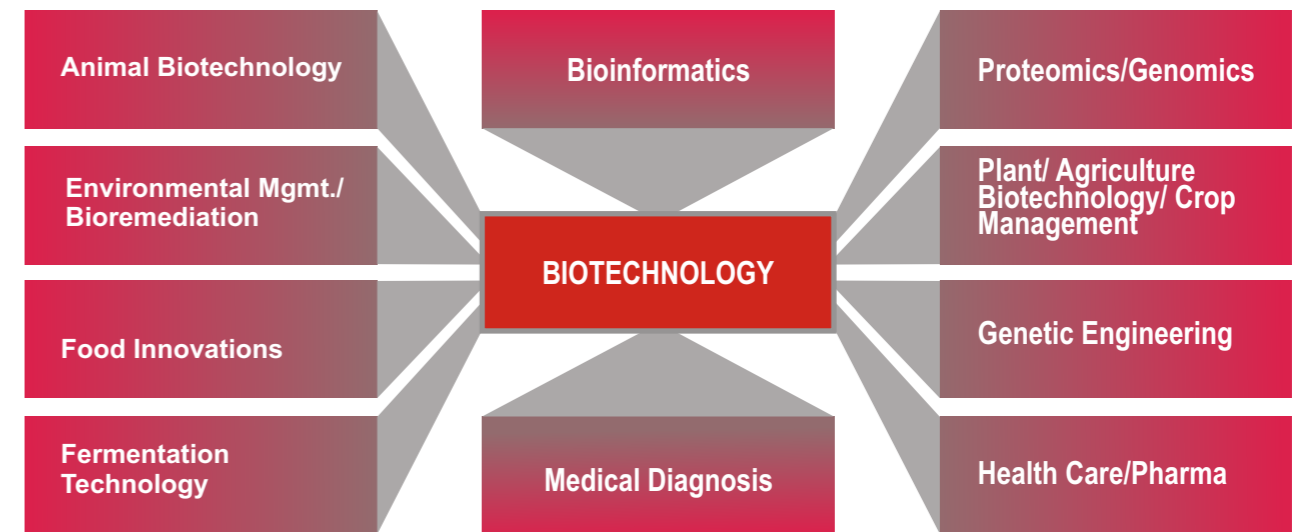 Animal Biotechnology
Bioinformatics
Proteomics/Genomics
Environmental Mgmt./
Bioremediation
Plant/ Agriculture
Biotechnology/ Crop
Management
BIOTECHNOLOGY
Food Innovations
Genetic Engineering
Fermentation
Technology
Medical Diagnosis
Health Care/Pharma